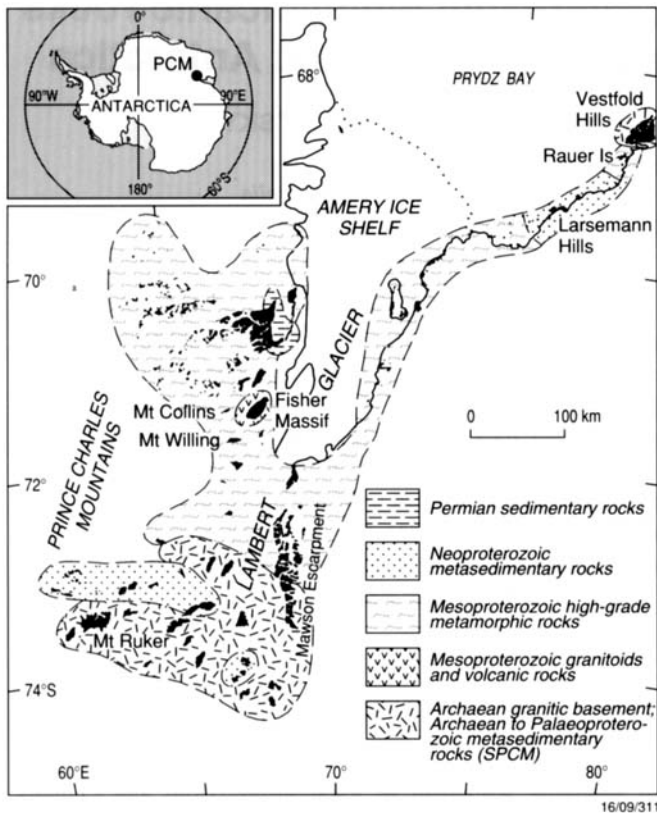 0°
PCM
90°W
90°E
ANTARCTICA
180°
60°S
68°
PRYDZ BAY
Vestfold
Hills
Rauer Is
Larsemann
Hills
AMERY ICE
SHELF
70°
GLACIER
Mt Collins
Fisher
Massif
Mt Willing
0 100 km
PRINCE CHARLES
MOUNTAINS
72°
LAMBERT
Mawson Escarpment
Mt Ruker
74°S
Permian sedimentary rocks
Neoproterozoic
metasedimentary rocks
Mesoproterozoic high-grade
metamorphic rocks
Mesoproterozoic granitoids
and volcanic rocks
Archaean granitic basement;
Archaean to Palaeoprotero-
zoic metasedimentary
rocks (SPCM)
60°E
70°
80°
16/09/311